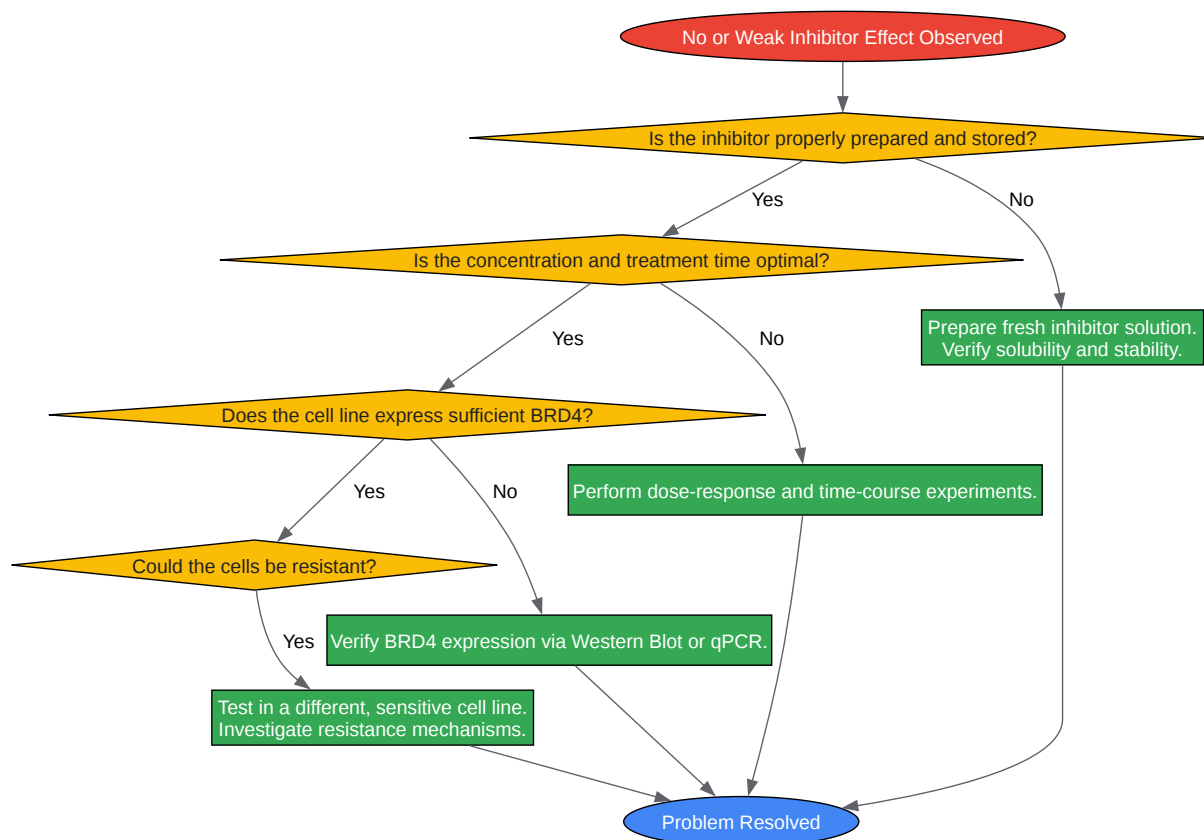 No or Weak Inhibitor Effect Observed
Is the inhibitor properly prepared and stored?
Yes
No
Is the concentration and treatment time optimal?
Prepare fresh inhibitor solution.
Verify solubility and stability.
Yes
No
Does the cell line express sufficient BRD4?
Yes
No
Perform dose-response and time-course experiments.
Could the cells be resistant?
Yes
Verify BRD4 expression via Western Blot or qPCR.
Test in a different, sensitive cell line.
Investigate resistance mechanisms.
Problem Resolved